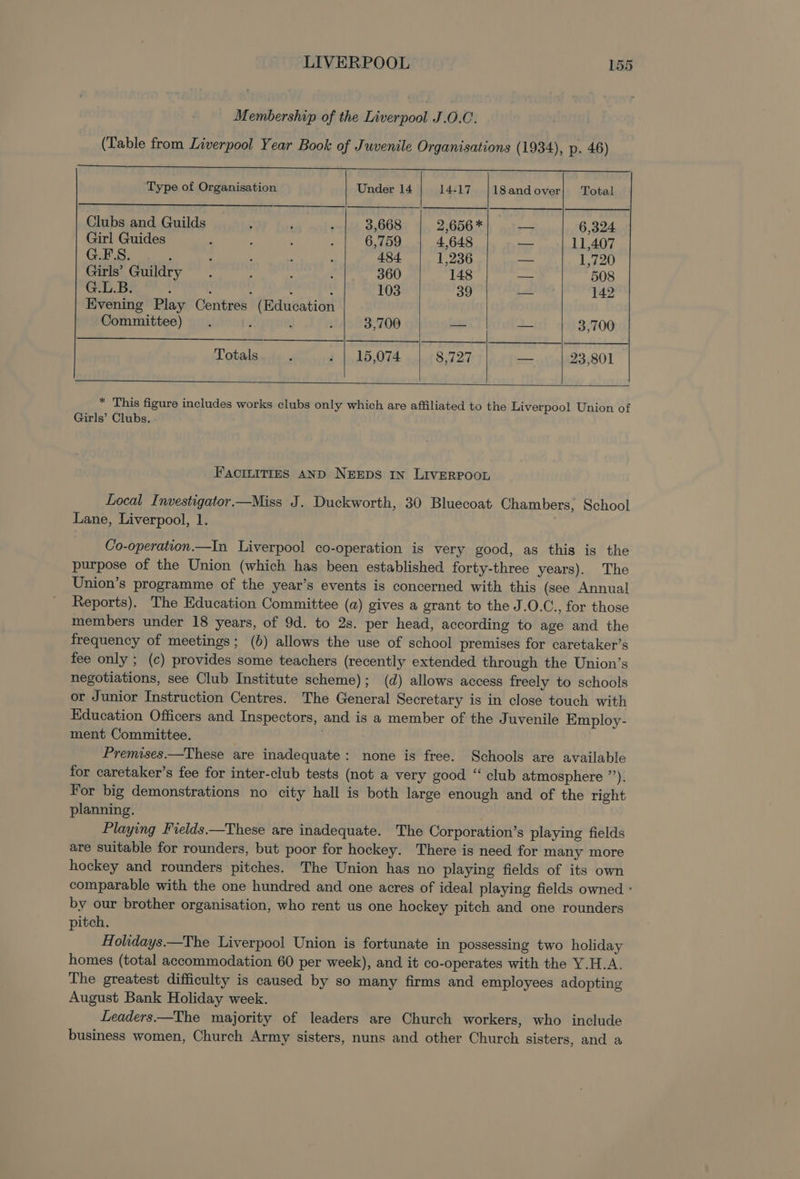 LIVERPOOL 155
Membership of the Liverpool J.O.C.
(Table from Liverpool Year Book of Juvenile Organisations (1934), p. 46)
Type of Organisation Under 14 14-17 18 and over Total
Clubs and Guilds . . . 3,668 2,656* — 6,324
Girl Guides . . . . 6,759 4,648 — 11,407
G.F.S. . . . . . 484 1,236 — 1,720
Girls' Guildry . . . . 360 148 — 508
G.L.B. . . . . 103 39 — 142
Evening Play Centres (Education
Committee) . . . . 3,700 — — 3,700
Totals . . 15,074 8,727 — 23,801
* This figure includes works clubs only which are affiliated to the Liverpool Union of
Girls' Clubs.
FACILITIES AND NEEDS IN LIVERPOOL
Local Investigator.—Miss J. Duckworth, 30 Bluecoat Chambers, School
Lane, Liverpool, 1.
Co-operation.—In Liverpool co-operation is very good, as this is the
purpose of the Union (which has been established forty-three years). The
Union's programme of the year's events is concerned with this (see Annual
Reports). The Education Committee (a) gives a grant to the J.O.C., for those
members under 18 years, of 9d. to 2s. per head, according to age and the
frequency of meetings; (b) allows the use of school premises for caretaker's
fee only; (c) provides some teachers (recently extended through the Union's
negotiations, see Club Institute scheme); (d) allows access freely to schools
or Junior Instruction Centres. The General Secretary is in close touch with
Education Officers and Inspectors, and is a member of the Juvenile Employ-
ment Committee.
Premises.—These are inadequate: none is free. Schools are available
for caretaker's fee for inter-club tests (not a very good “club atmosphere”).
For big demonstrations no city hall is both large enough and of the right
planning.
Playing Fields.—These are inadequate. The Corporation's playing fields
are suitable for rounders, but poor for hockey. There is need for many more
hockey and rounders pitches. The Union has no playing fields of its own
comparable with the one hundred and one acres of ideal playing fields owned
by our brother organisation, who rent us one hockey pitch and one rounders
pitch.
Holidays.—The Liverpool Union is fortunate in possessing two holiday
homes (total accommodation 60 per week), and it co-operates with the Y.H.A.
The greatest difficulty is caused by so many firms and employees adopting
August Bank Holiday week.
Leaders.—The majority of leaders are Church workers, who include
business women, Church Army sisters, nuns and other Church sisters, and a